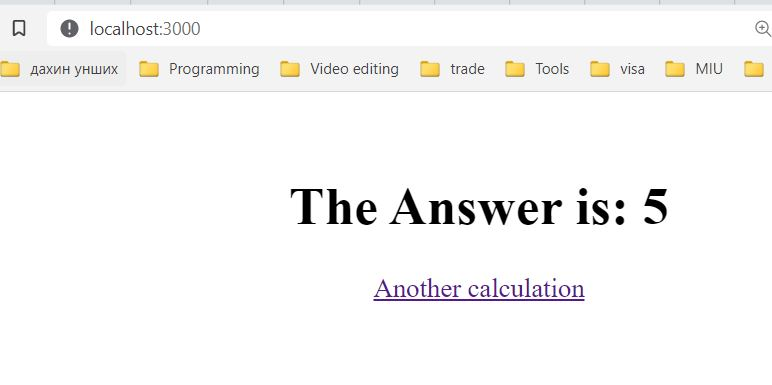 localhost:3000
дахин унших Programming Video editing trade Tools visa MIU
The Answer is: 5
Another calculation